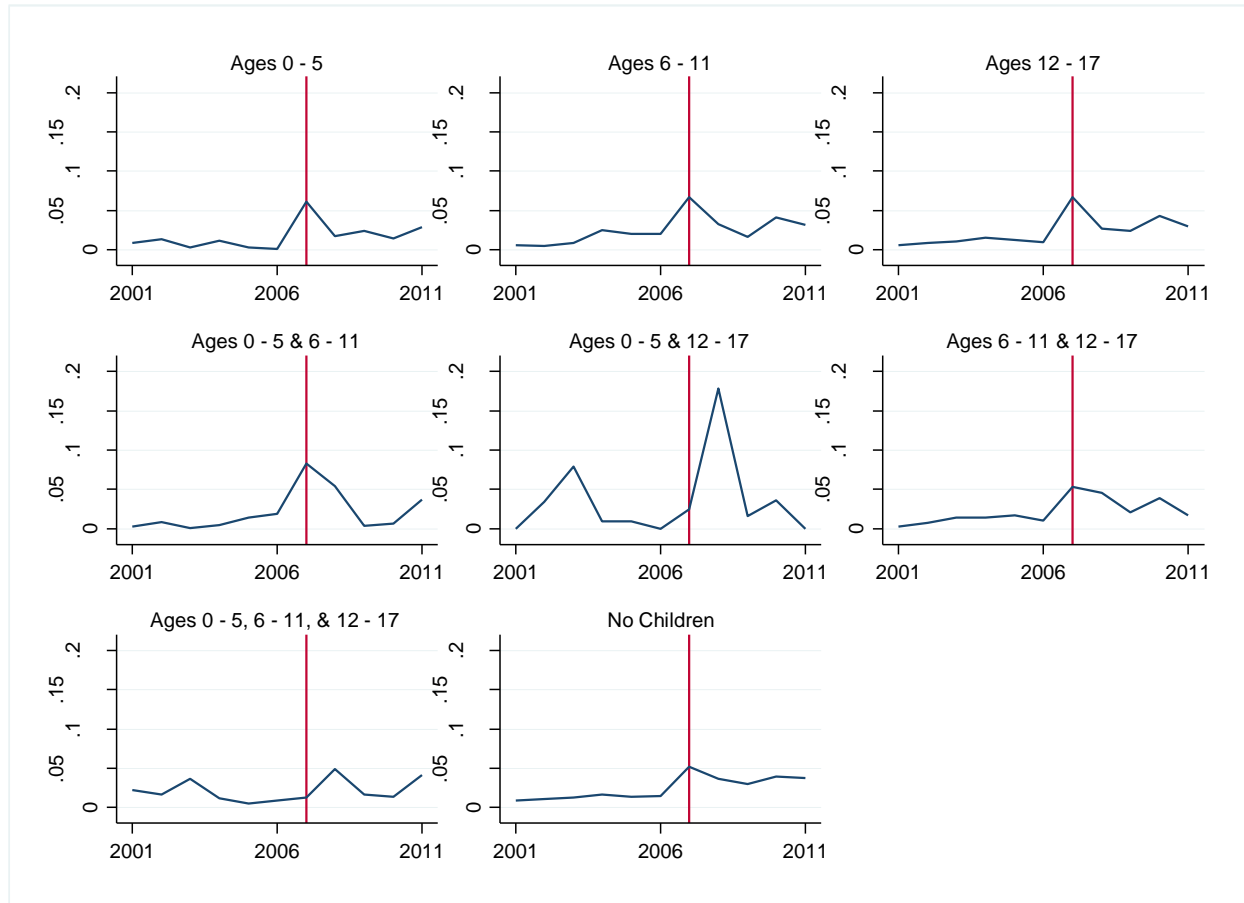 Ages 0 - 5
.2
.15
.1
.05
0
2001 2006 2011
Ages 6 - 11
.2
.15
.1
.05
0
2001 2006 2011
Ages 12 - 17
.2
.15
.1
.05
0
2001 2006 2011
Ages 0 - 5 & 6 - 11
.2
.15
.1
.05
0
2001 2006 2011
Ages 0 - 5 & 12 - 17
.2
.15
.1
.05
0
2001 2006 2011
Ages 6 - 11 & 12 - 17
.2
.15
.1
.05
0
2001 2006 2011
Ages 0 - 5, 6 - 11, & 12 - 17
.2
.15
.1
.05
0
2001 2006 2011
No Children
.2
.15
.1
.05
0
2001 2006 2011